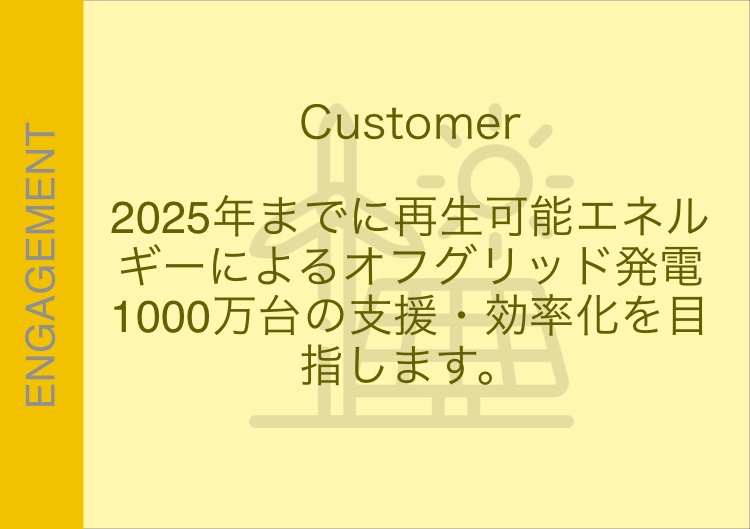 ENGAGEMENT
Customer
2025年までに再生可能エネル
ギーによるオフグリッド発電
1000万台の支援・効率化を目
指します。